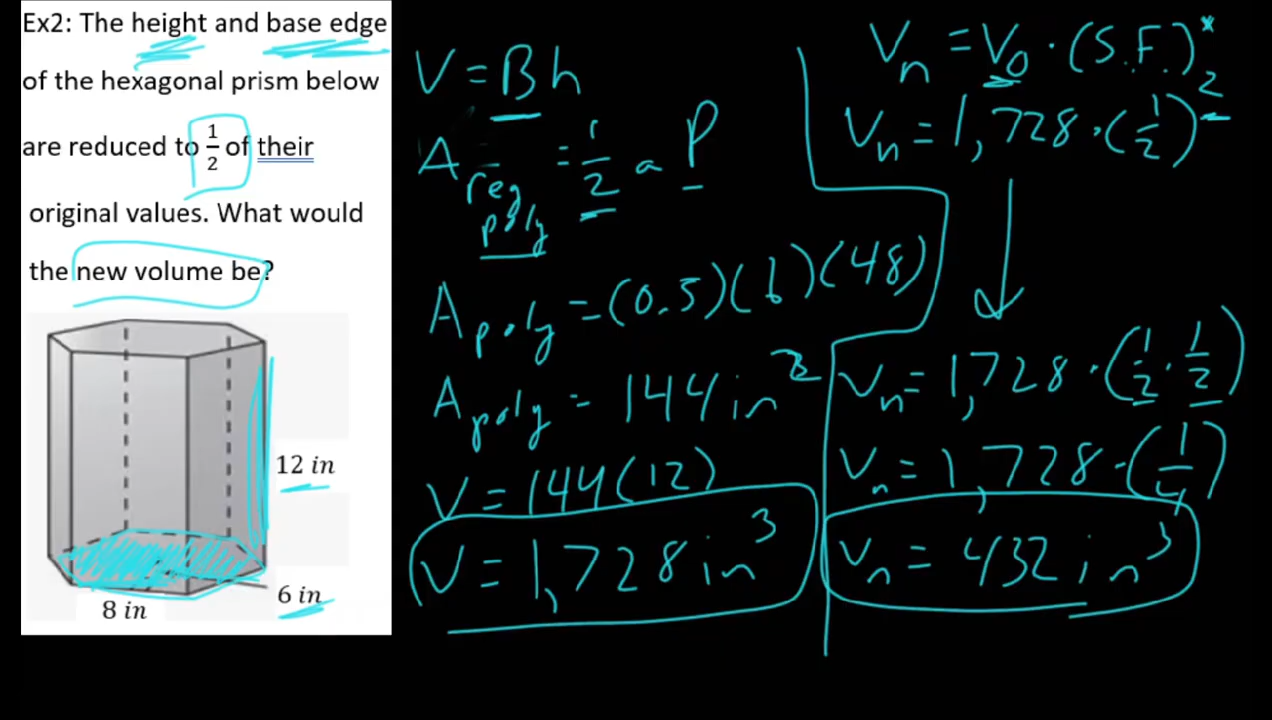 Ex2: The height and base edge
of the hexagonal prism below
are reduced to 1/2 of their
original values. What would
the new volume be?
12 in
6 in
8 in
V = Bh
A reg poly = 1/2 a P
A poly = (0.5)(6)(48)
A poly = 144 in²
V = 144(12)
V = 1,728 in³
Vn = V0 · (S.F.)^x
Vn = 1,728 · (1/2)²
Vn = 1,728 · (1/2 · 1/2)
Vn = 1,728 · (1/4)
Vn = 432 in³